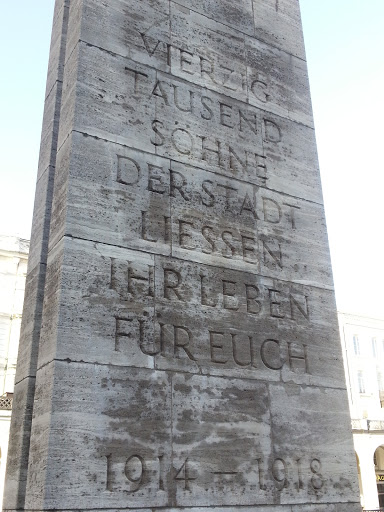 VIERZIG
TAUSEND
SÖHNE
DER STADT
LIESSEN
IHR LEBEN
FÜR EUCH
1914 – 1918